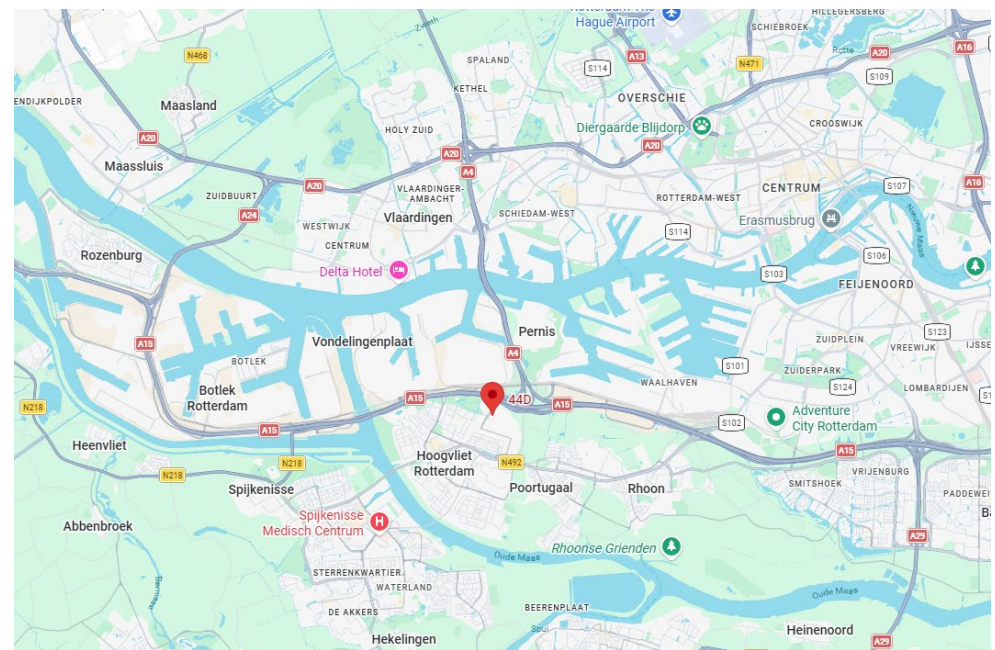 Rotterdam The
Hague Airport
HILLEGERSBERG
SCHIEBROEK
N468
A13
A20
A16
SPALAND
S114
N471
S109
ENDIJKPOLDER
Maasland
KETHEL
OVERSCHIE
Rotte
HOLY ZUID
Diergaarde Blijdorp
CROOSWIJK
A20
A20
A20
Maassluis
A4
A20
ZUIDBUURT
VLAARDINGER-
AMBACHT
CENTRUM
S107
A16
A24
ROTTERDAM-WEST
WESTWIJK
Vlaardingen
SCHIEDAM-WEST
Erasmusbrug
Nieuwe Maas
S114
CENTRUM
Rozenburg
S106
Delta Hotel
S103
FEIJENOORD
Pernis
S123
A15
Vondelingenplaat
ZUIDPLEIN
VREEWIJK
IJSSE
BOTLEK
A4
S101
ZUIDERPARK
WAALHAVEN
S124
LOMBARDIJEN
Botlek
Rotterdam
A15
44D
A15
N218
Adventure
City Rotterdam
S102
A15
Heenvliet
Hoogvliet
Rotterdam
A15
N218
N492
N218
VRIJENBURG
SMITSHOEK
Spijkenisse
Poortugaal
Rhoon
PADDEWEI
Abbenbroek
Spijkenisse
Medisch Centrum
A29
Rhoonse Grienden
Oude Maas
STERRENKWARTIER
WATERLAND
Bernisse
Oude Maas
DE AKKERS
BEERENPLAAT
Spui
Heinenoord
Hekelingen
A29